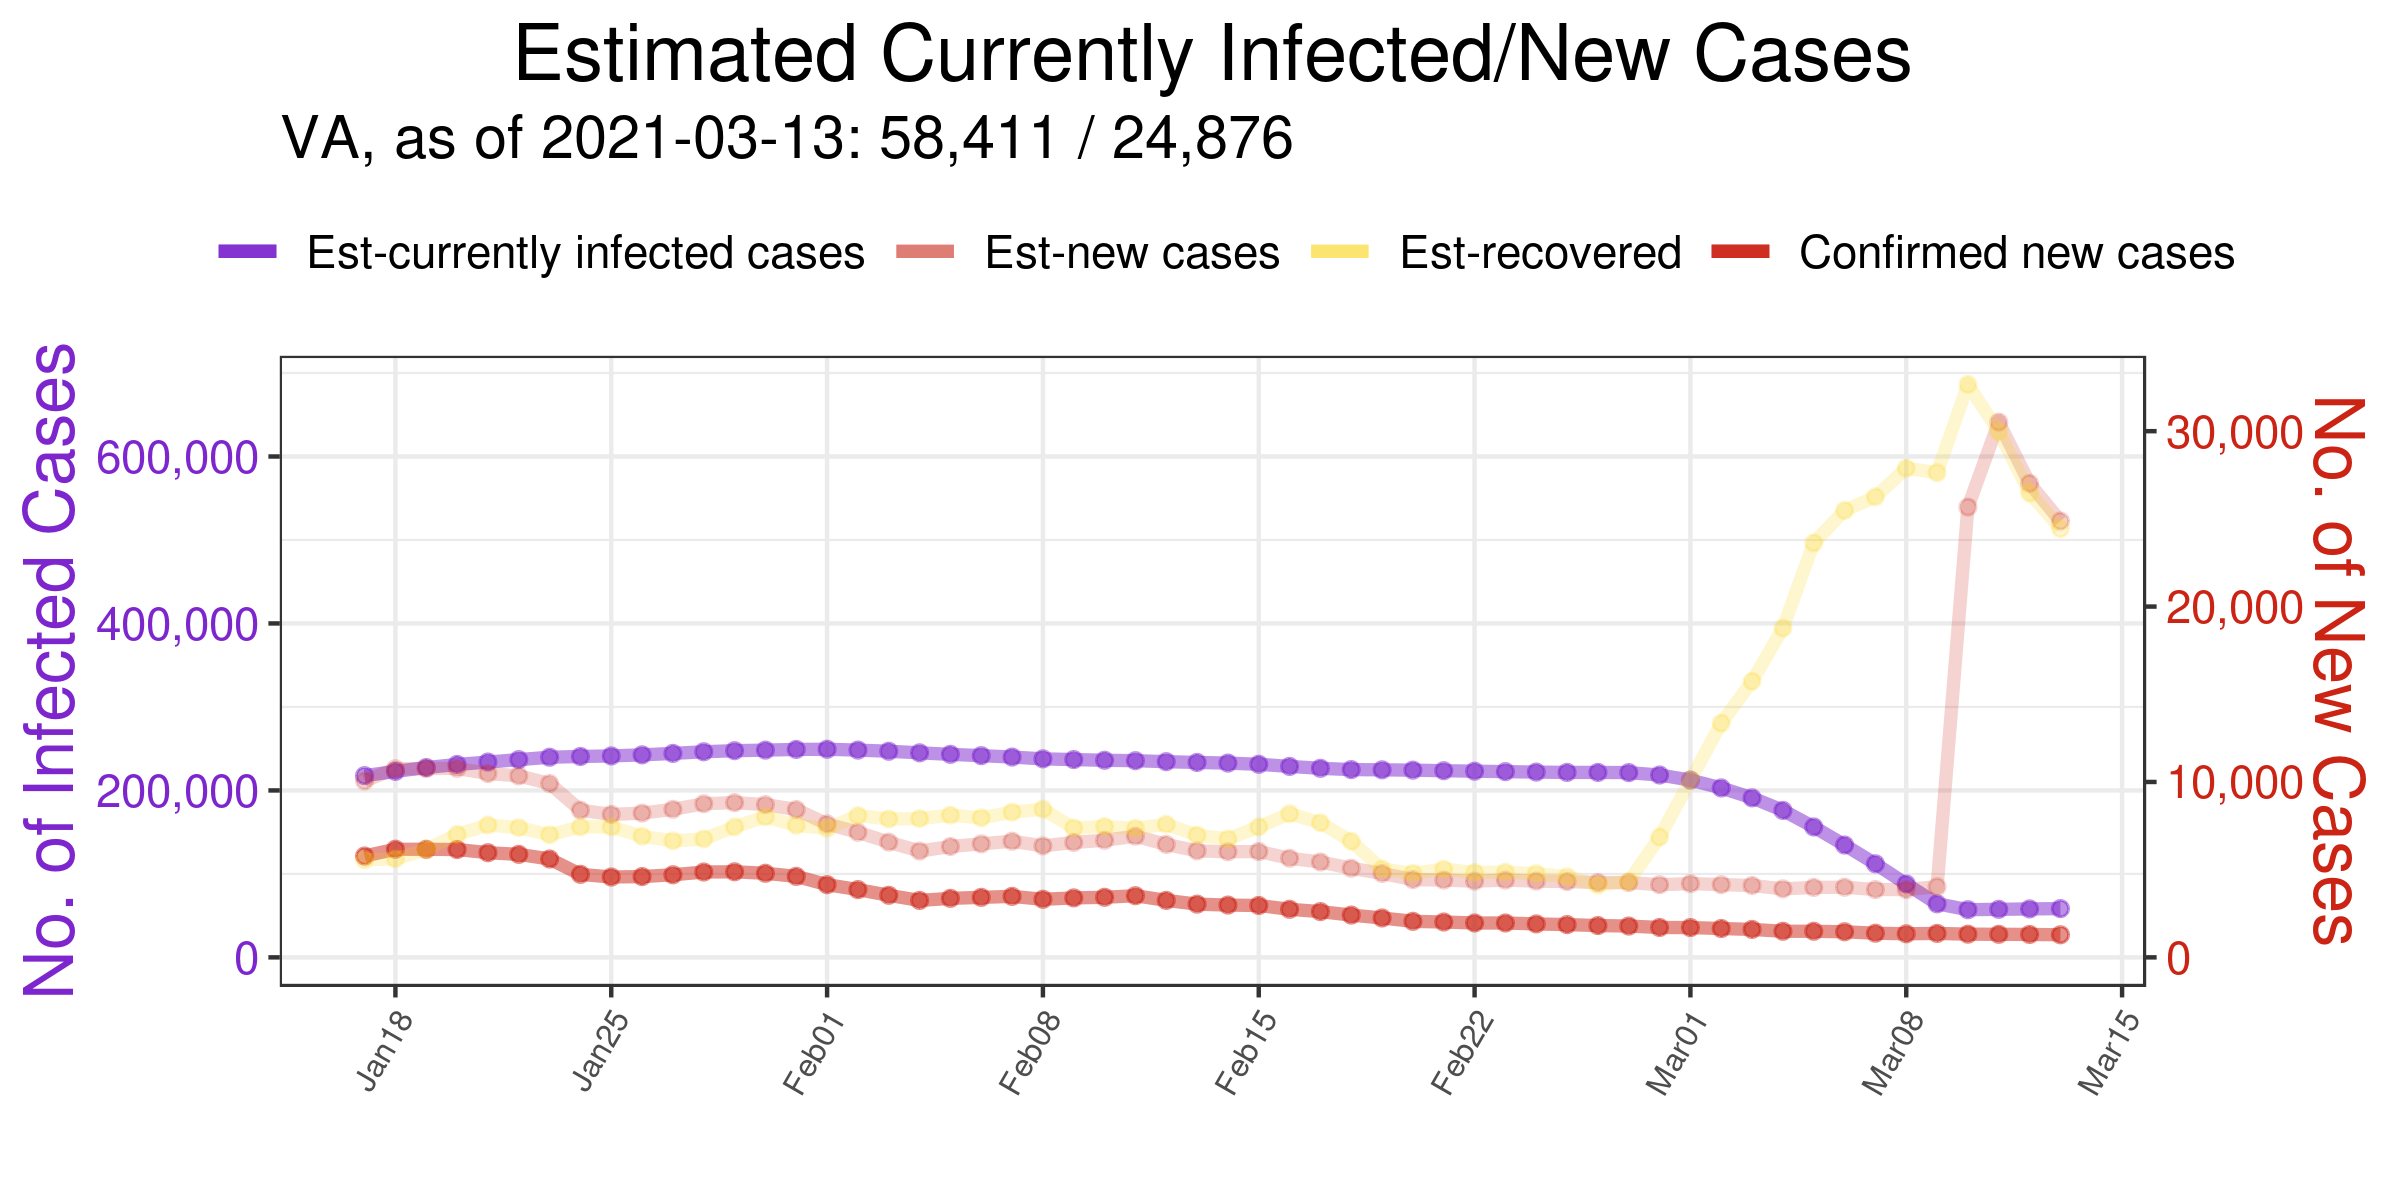 Estimated Currently Infected/New Cases
VA, as of 2021-03-13: 58,411 / 24,876
Est-currently infected cases Est-new cases Est-recovered Confirmed new cases
No. of Infected Cases
600,000
400,000
200,000
0
30,000
20,000
10,000
0
No. of New Cases
Jan18 Jan25 Feb01 Feb08 Feb15 Feb22 Mar01 Mar08 Mar15